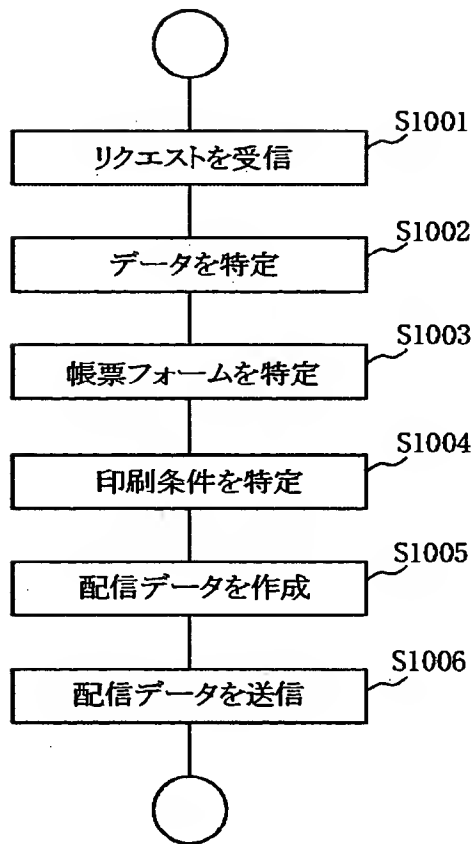 S1001
リクエストを受信
S1002
データを特定
S1003
帳票フォームを特定
S1004
印刷条件を特定
S1005
配信データを作成
S1006
配信データを送信